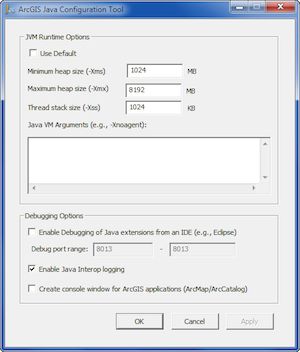 ArcGIS Java Configuration Tool
JVM Runtime Options
Use Default
Minimum heap size (-Xms) 1024 MB
Maximum heap size (-Xmx) 8192 MB
Thread stack size (-Xss) 1024 KB
Java VM Arguments (e.g., -Xnoagent):
Debugging Options
Enable Debugging of Java extensions from an IDE (e.g., Eclipse)
Debug port range: 8013 - 8013
Enable Java Interop logging
Create console window for ArcGIS applications (ArcMap/ArcCatalog)
OK Cancel Apply